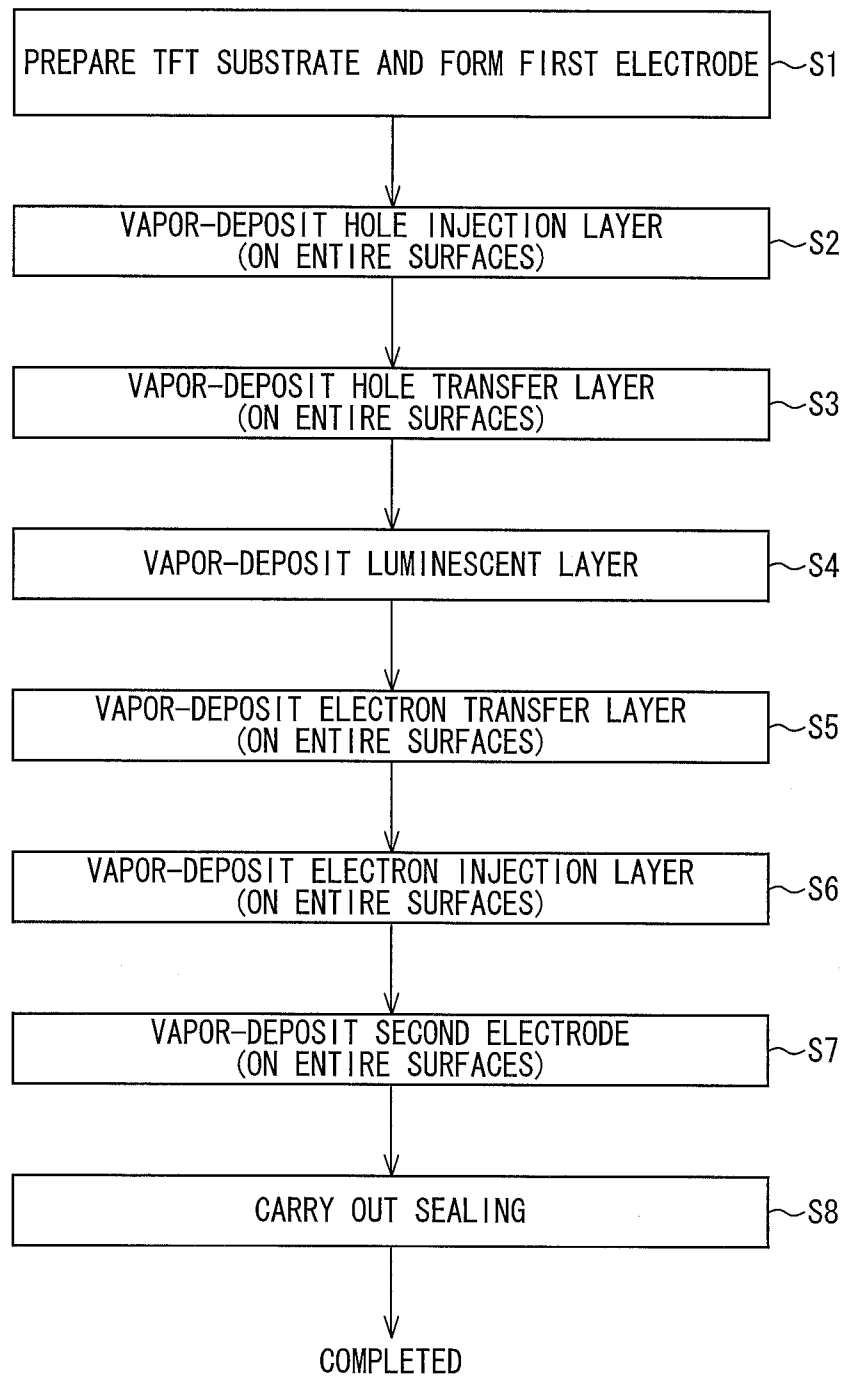 PREPARE TFT SUBSTRATE AND FORM FIRST ELECTRODE S1
VAPOR-DEPOSIT HOLE INJECTION LAYER
(ON ENTIRE SURFACES) S2
VAPOR-DEPOSIT HOLE TRANSFER LAYER
(ON ENTIRE SURFACES) S3
VAPOR-DEPOSIT LUMINESCENT LAYER S4
VAPOR-DEPOSIT ELECTRON TRANSFER LAYER
(ON ENTIRE SURFACES) S5
VAPOR-DEPOSIT ELECTRON INJECTION LAYER
(ON ENTIRE SURFACES) S6
VAPOR-DEPOSIT SECOND ELECTRODE
(ON ENTIRE SURFACES) S7
CARRY OUT SEALING S8
COMPLETED